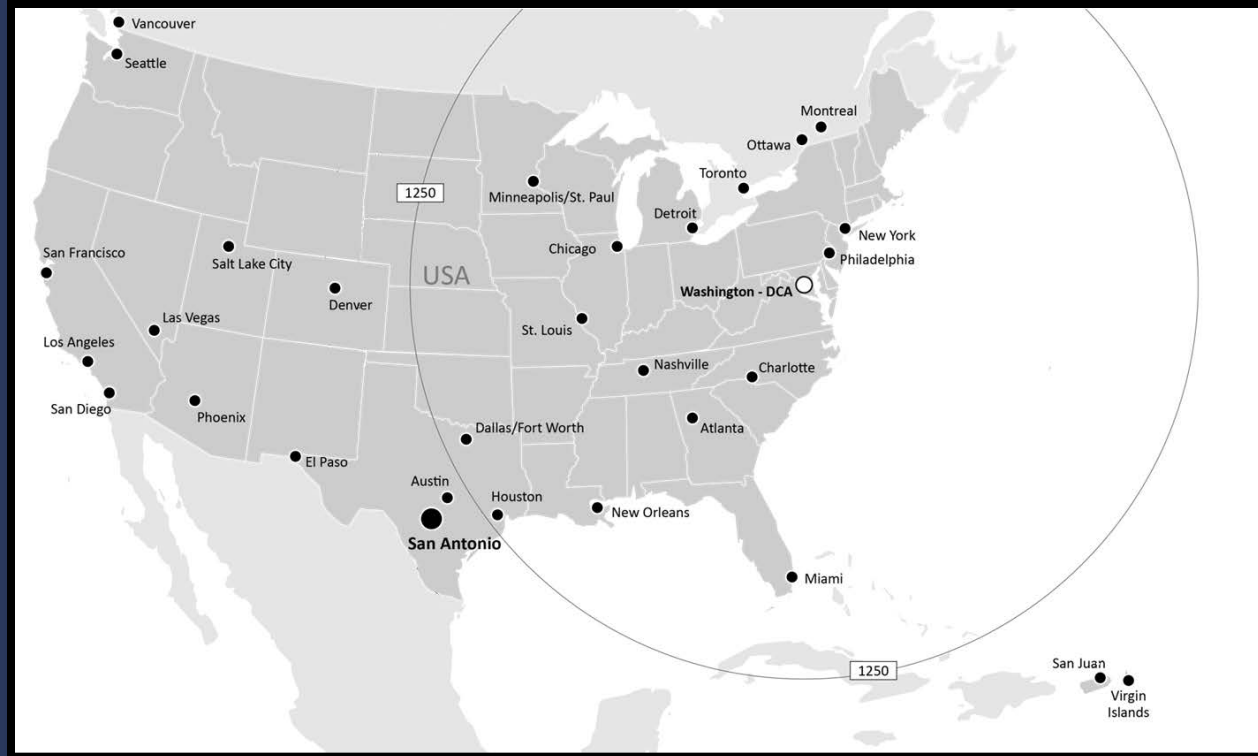 Vancouver
Seattle
Montreal
Ottawa
Toronto
1250
Minneapolis/St. Paul
Detroit
New York
San Francisco
Chicago
Salt Lake City
Philadelphia
USA
Washington - DCA
Denver
Las Vegas
St. Louis
Los Angeles
Nashville
Charlotte
San Diego
Phoenix
Dallas/Fort Worth
Atlanta
El Paso
Austin
Houston
New Orleans
San Antonio
Miami
1250
San Juan
Virgin
Islands